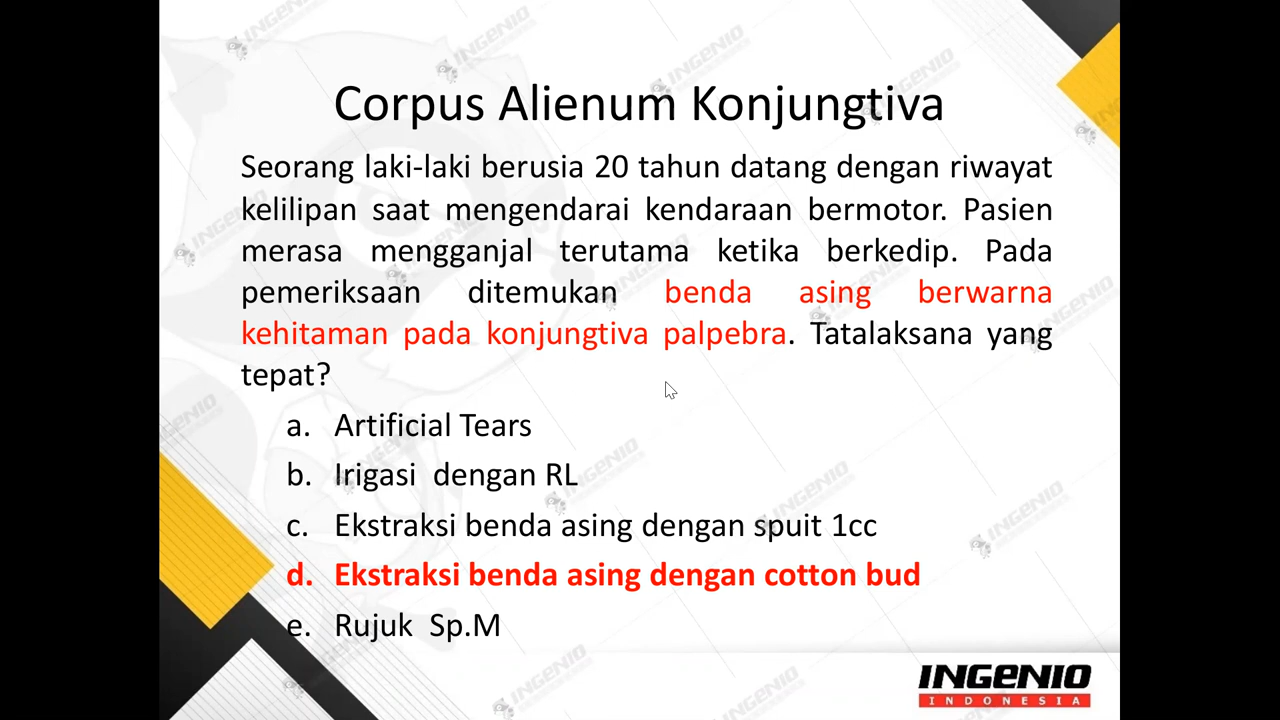 Corpus Alienum Konjungtiva
Seorang laki-laki berusia 20 tahun datang dengan riwayat
kelilipan saat mengendarai kendaraan bermotor. Pasien
merasa mengganjal terutama ketika berkedip. Pada
pemeriksaan ditemukan benda asing berwarna
kehitaman pada konjungtiva palpebra. Tatalaksana yang
tepat?
a. Artificial Tears
b. Irigasi dengan RL
c. Ekstraksi benda asing dengan spuit 1cc
d. Ekstraksi benda asing dengan cotton bud
e. Rujuk Sp.M
INGENIO
INDONESIA